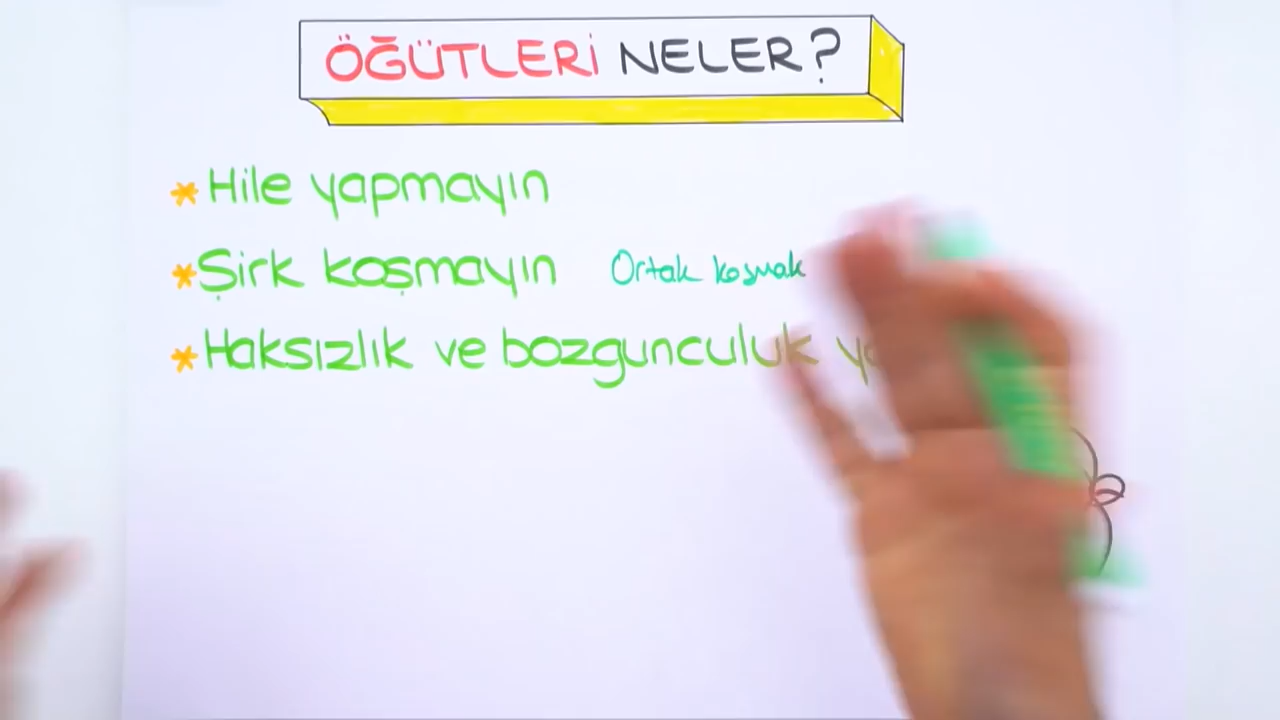 ÖĞÜTLERİ NELER?
* Hile yapmayın
* Şirk koşmayın Ortak koşmak
* Haksızlık ve bozgunculuk